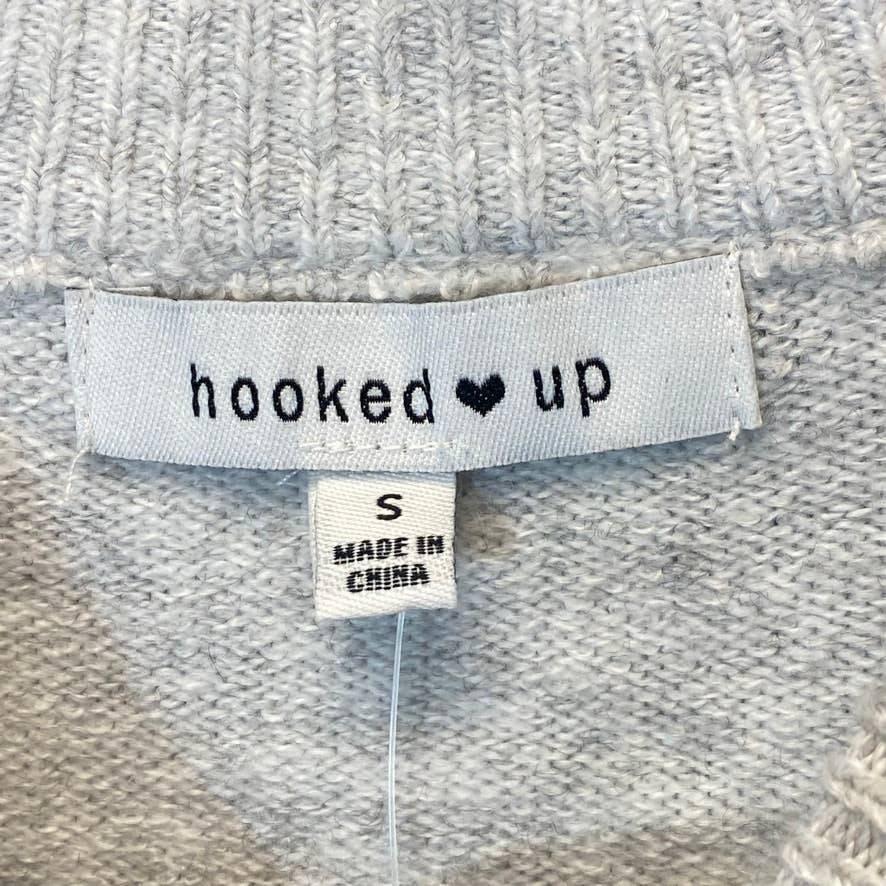 hooked ♥ up
S
MADE IN
CHINA